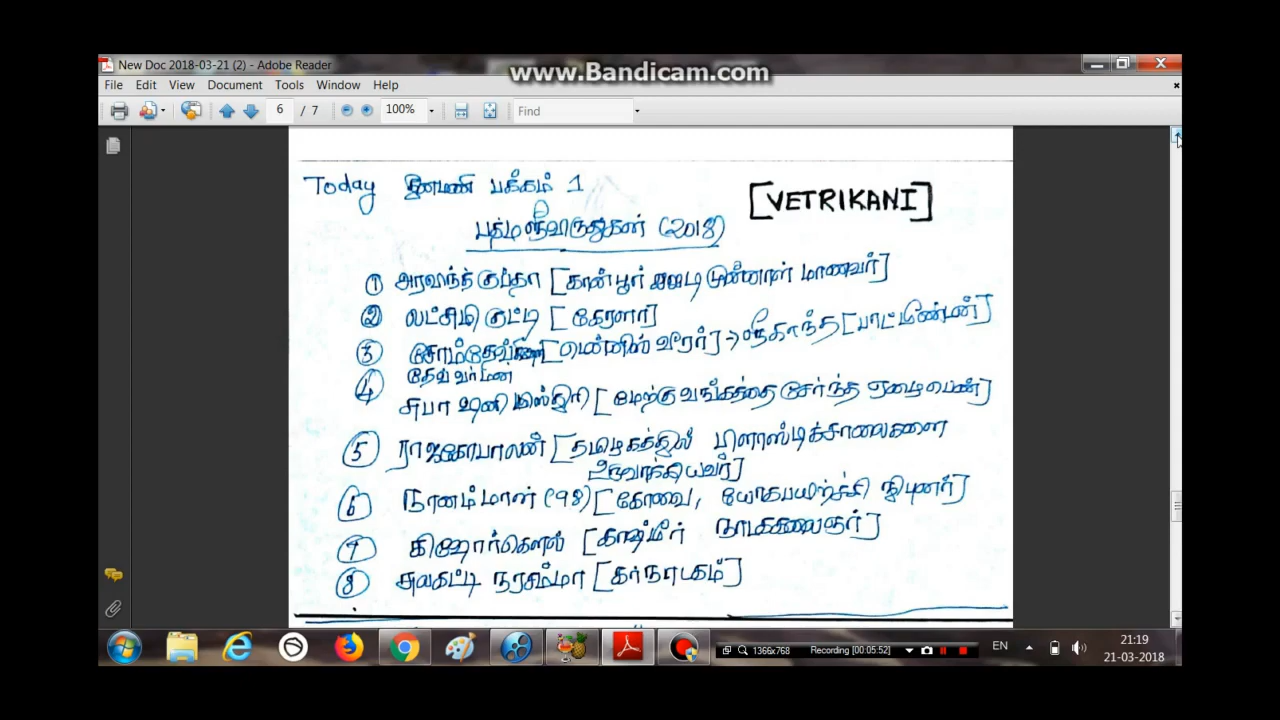 www.Bandicam.com
New Doc 2018-03-21 (2) - Adobe Reader
File Edit View Document Tools Window Help
6 / 7 100% Find
Today தினமணி பக்கம் 1
[VETRIKANI]
பத்மஸ்ரீ விருதுகள் (2018)
① அரவிந்த் குப்தா [கான்பூர் ஐஐடி முன்னாள் மாணவர்]
② லட்சுமி குட்டி [கேரளா]
③ சோம்தேவ் [டென்னிஸ் வீரர்] → ஸ்ரீகாந்த் [பாட்மிண்டன்]
தேவ் வர்மன்
④ சுபாஷினி மிஸ்திரி [மேற்கு வங்கத்தை சேர்ந்த ஏழை பெண்]
⑤ ராஜகோபாலன் [தமிழகத்தில் பிளாஸ்டிக் சாலைகளை
உருவாக்கியவர்]
⑥ நானம்மாள் (98) [கோவை, யோகபயிற்சி நிபுணர்]
⑦ கிஷோர்கௌல் [காஷ்மீர் நாடக கலைஞர்]
⑧ சுலகட்டி நரசம்மா [கர்நாடகம்]
1366x768 Recording [00:05:52] EN 21:19
21-03-2018